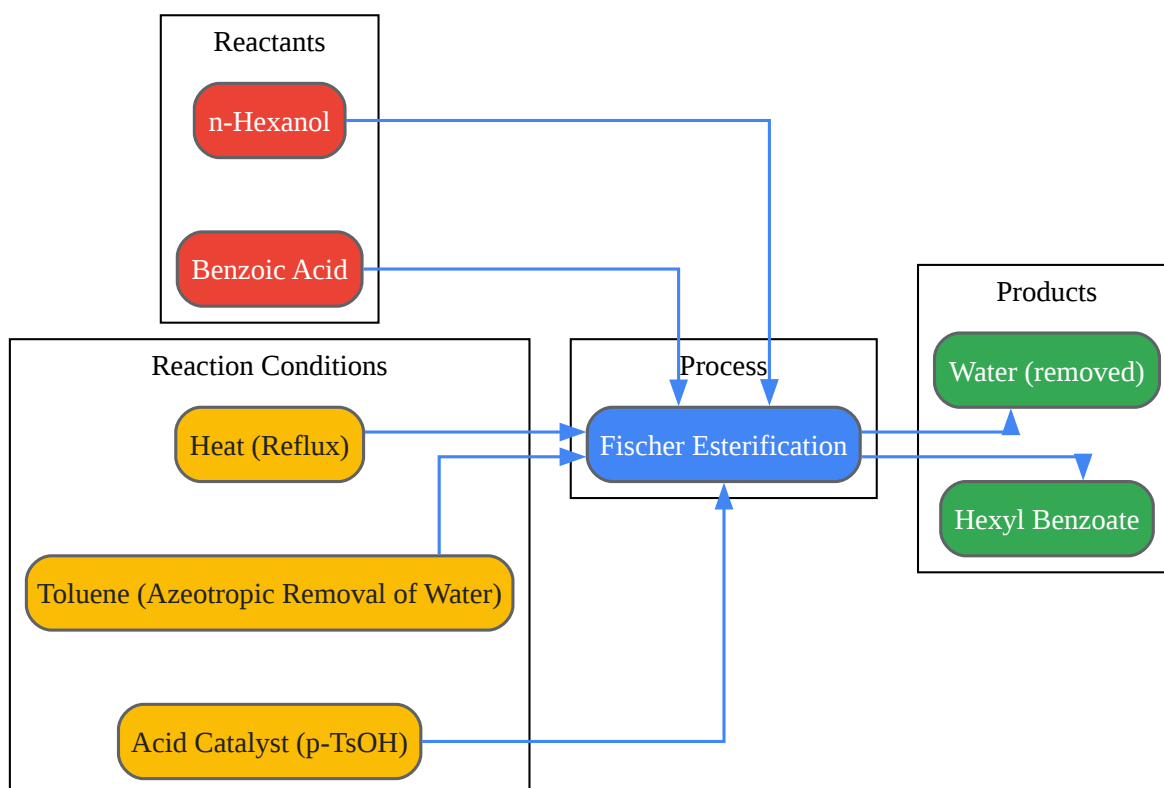 Reactants
n-Hexanol
Benzoic Acid
Reaction Conditions
Heat (Reflux)
Toluene (Azeotropic Removal of Water)
Acid Catalyst (p-TsOH)
Process
Fischer Esterification
Products
Water (removed)
Hexyl Benzoate